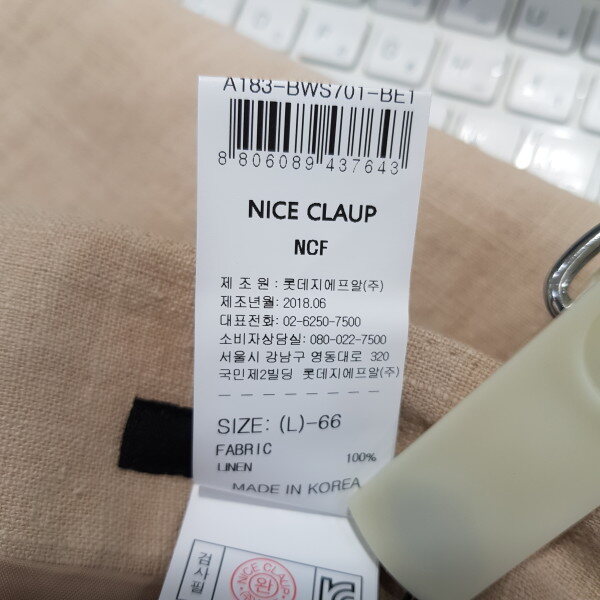 A183-BWS701-BE1
8 806089 437643
NICE CLAUP
NCF
제 조 원 : 롯데지에프알(주)
제조년월: 2018.06
대표전화: 02-6250-7500
소비자상담실: 080-022-7500
서울시 강남구 영동대로 320
국민제2빌딩 롯데지에프알(주)
SIZE: (L)-66
FABRIC
LINEN 100%
MADE IN KOREA
검사필
NICE CLAUP
완